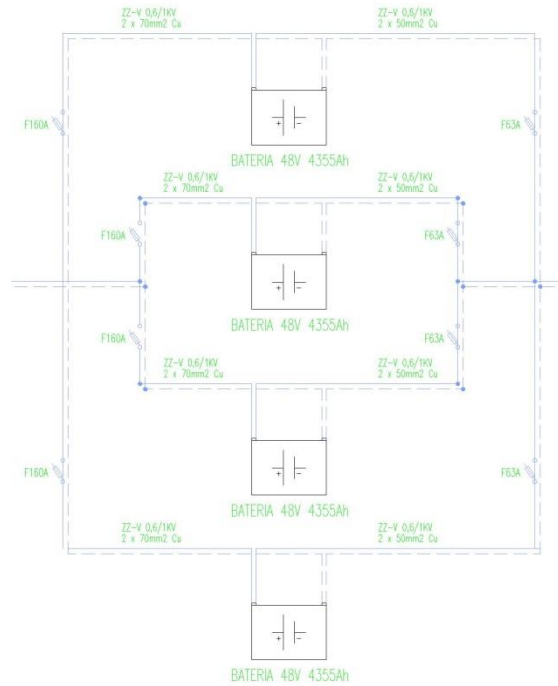 ZZ-V 0,6/1KV
2 x 70mm2 Cu
ZZ-V 0,6/1KV
2 x 50mm2 Cu
F160A
F63A
+ -
BATERIA 48V 4355Ah
ZZ-V 0,6/1KV
2 x 70mm2 Cu
ZZ-V 0,6/1KV
2 x 50mm2 Cu
F160A
F63A
+ -
BATERIA 48V 4355Ah
F160A
F63A
ZZ-V 0,6/1KV
2 x 70mm2 Cu
ZZ-V 0,6/1KV
2 x 50mm2 Cu
F160A
F63A
+ -
BATERIA 48V 4355Ah
ZZ-V 0,6/1KV
2 x 70mm2 Cu
ZZ-V 0,6/1KV
2 x 50mm2 Cu
+ -
BATERIA 48V 4355Ah